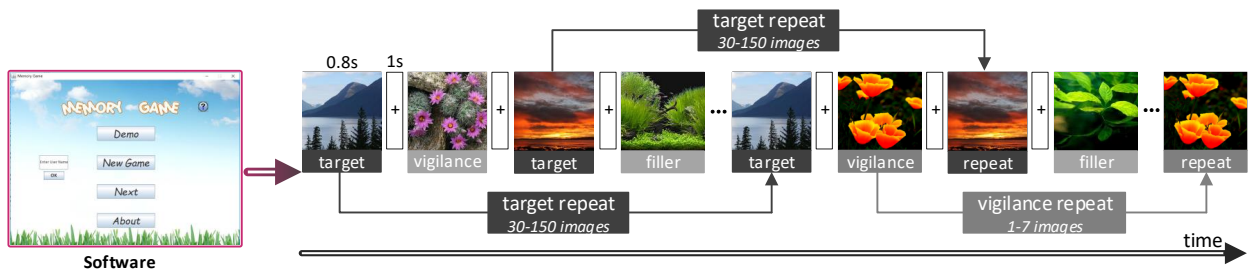 target repeat
30-150 images
0.8s
1s
Memory Game
MEMORY GAME
?
Demo
Enter User Name
New Game
OK
Next
About
Software
+
+
+
...
+
+
+
...
target
vigilance
target
filler
target
vigilance
repeat
filler
repeat
target repeat
30-150 images
vigilance repeat
1-7 images
time